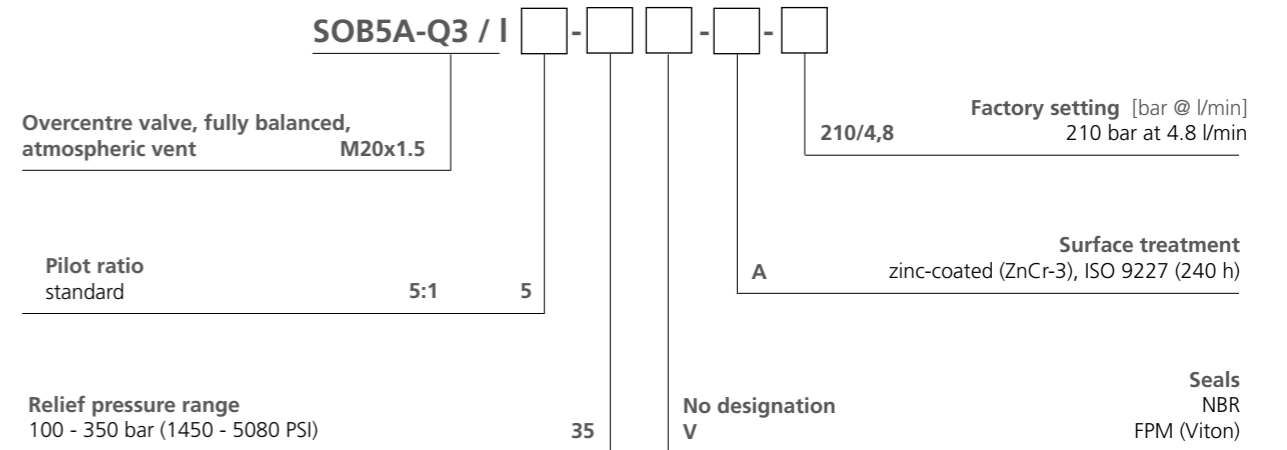 SOB5A-Q3 / I - - -
Factory setting [bar @ l/min]
210/4,8 210 bar at 4.8 l/min
Overcentre valve, fully balanced,
atmospheric vent M20x1.5
Surface treatment
A zinc-coated (ZnCr-3), ISO 9227 (240 h)
Pilot ratio
standard 5:1 5
Seals
Relief pressure range
100 - 350 bar (1450 - 5080 PSI) 35
No designation NBR
V FPM (Viton)